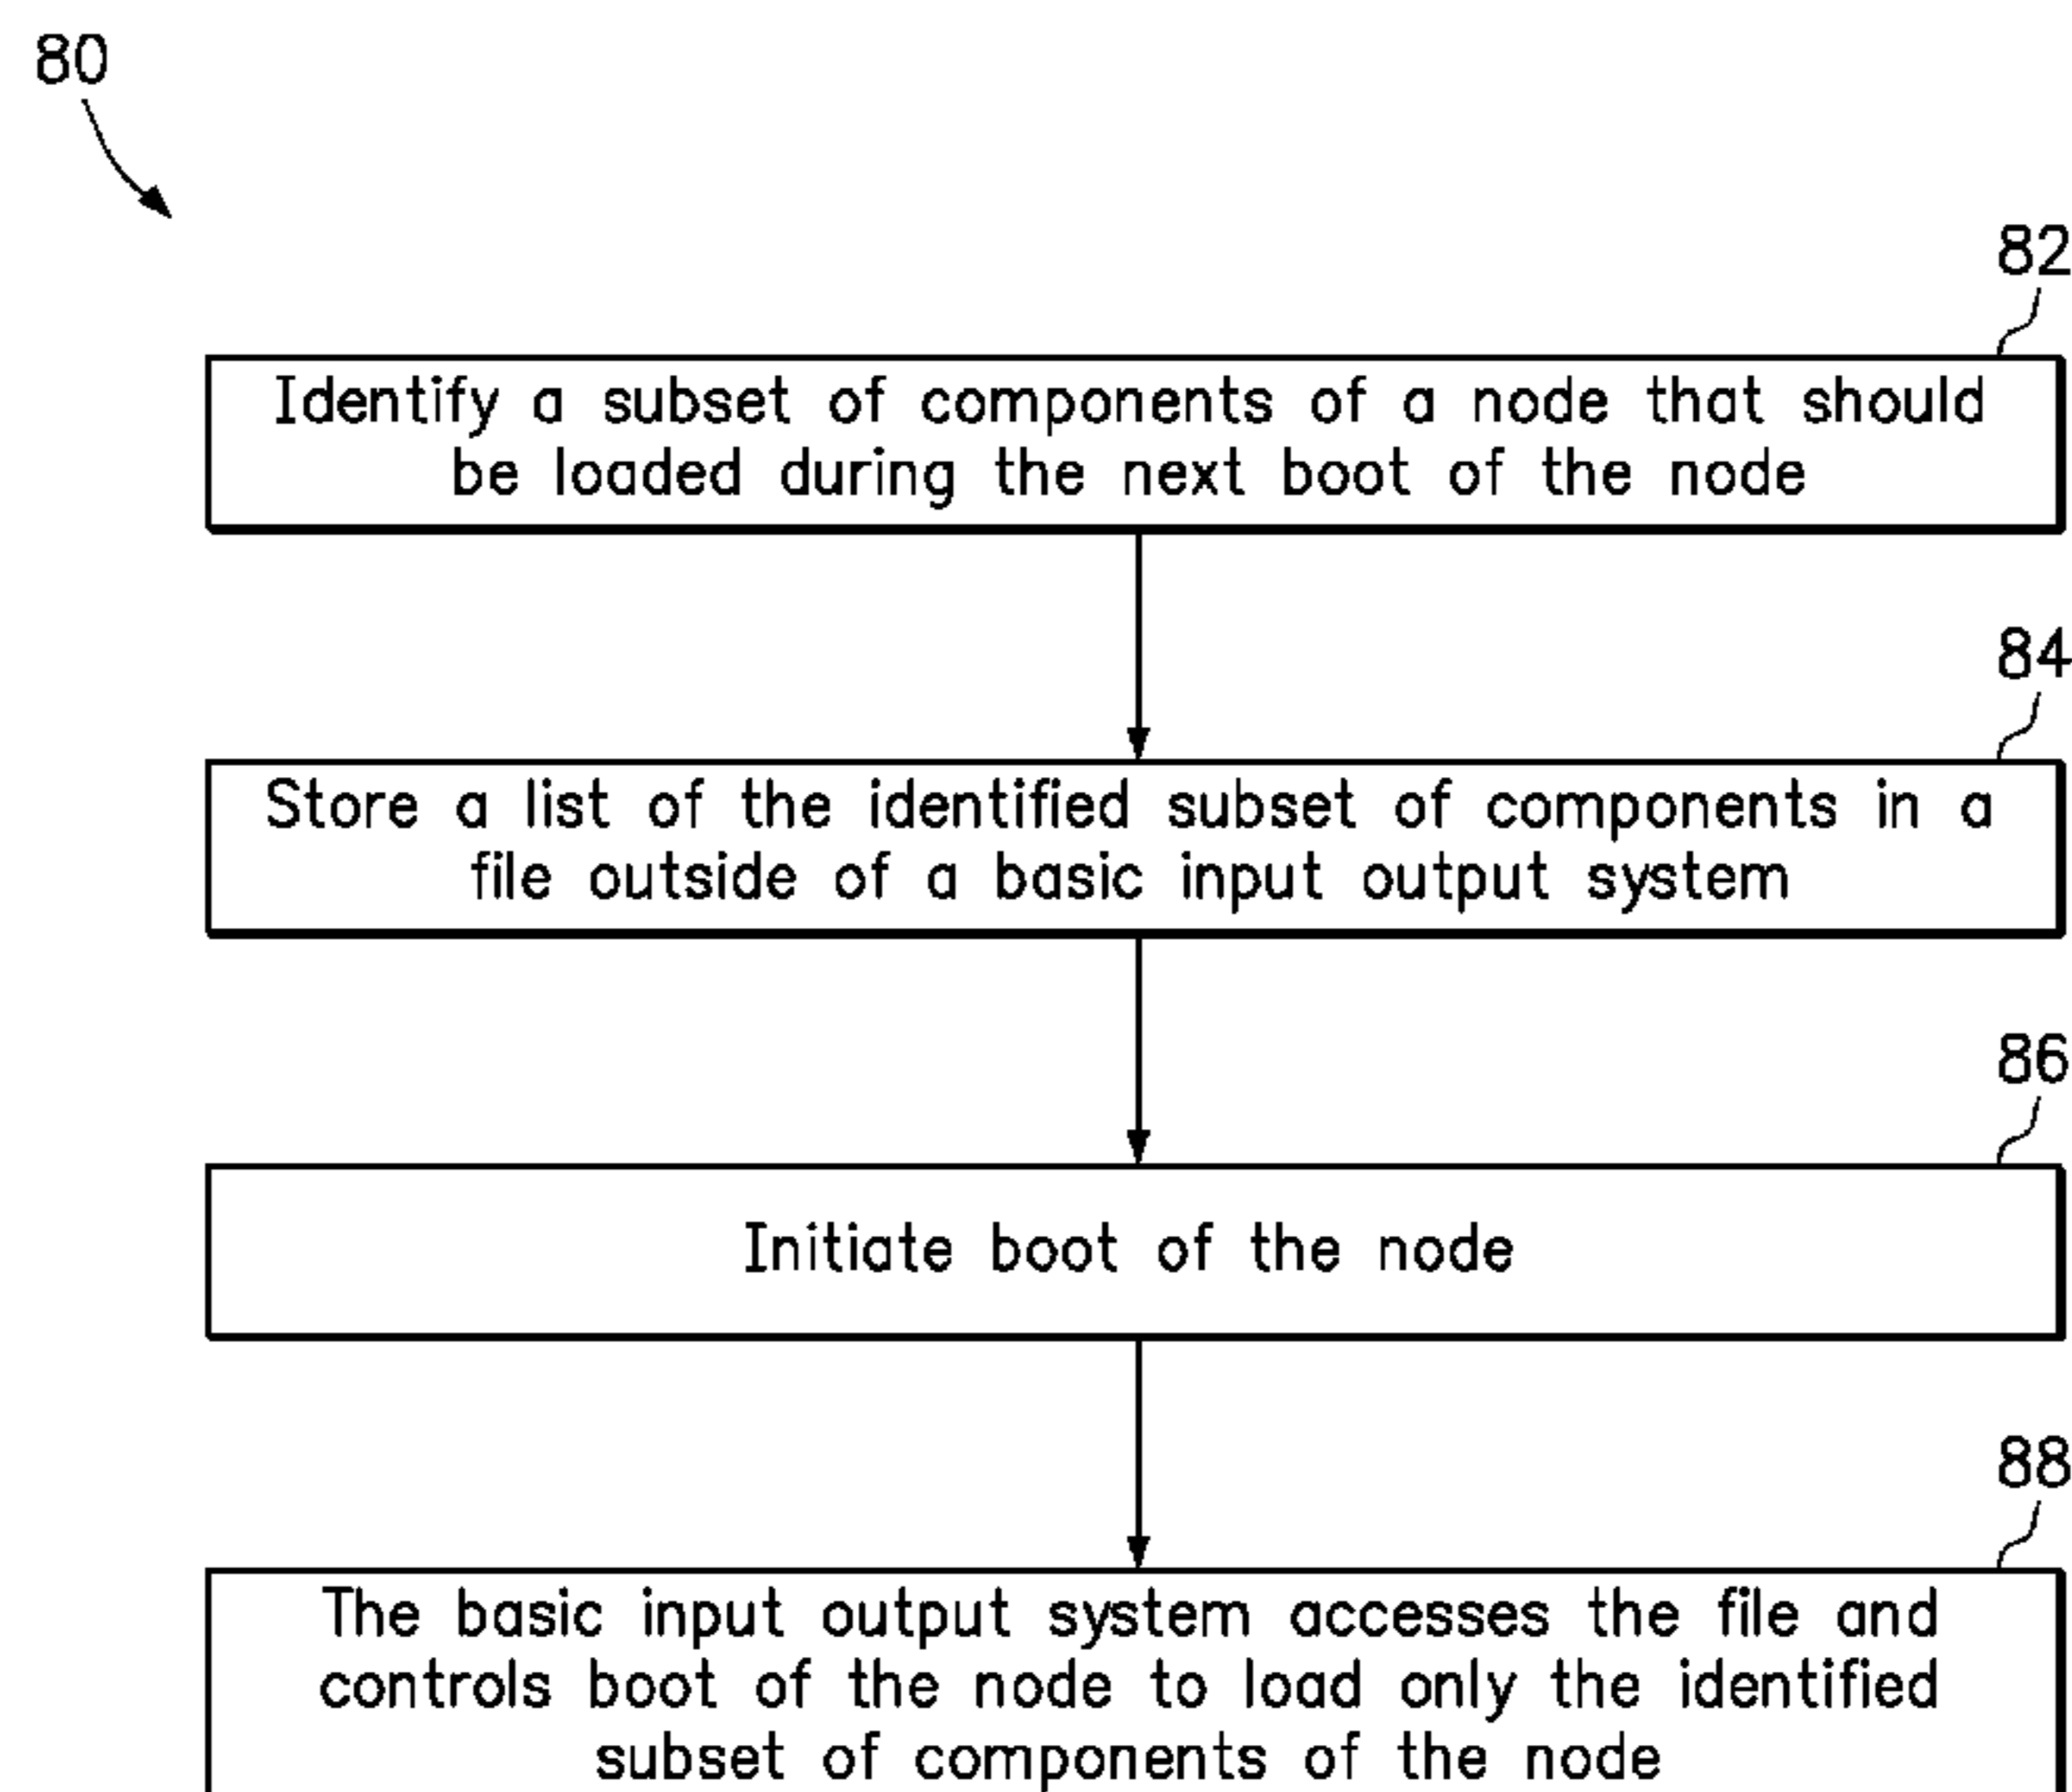 80
82
Identify a subset of components of a node that should
be loaded during the next boot of the node
84
Store a list of the identified subset of components in a
file outside of a basic input output system
86
Initiate boot of the node
88
The basic input output system accesses the file and
controls boot of the node to load only the identified
subset of components of the node